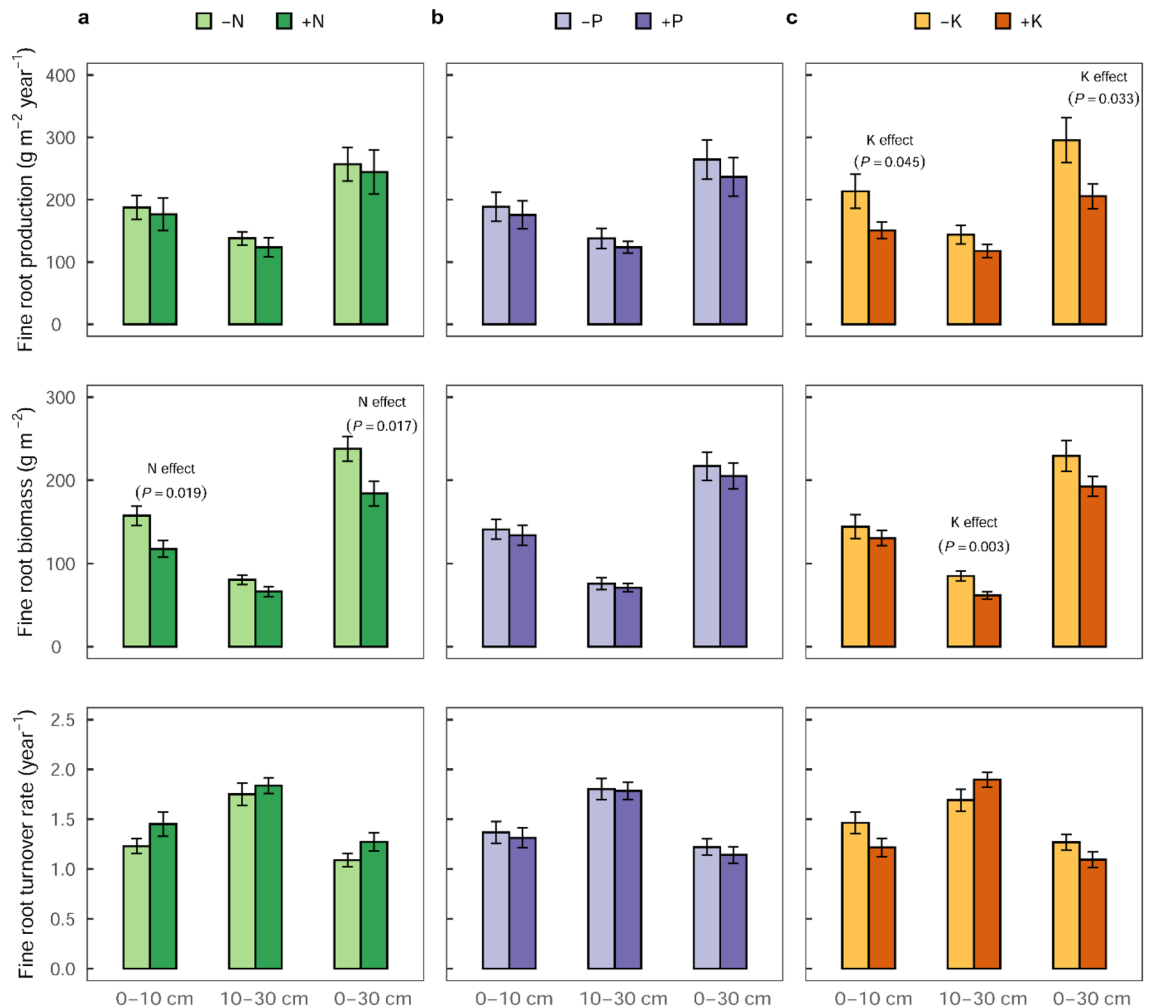 a –N +N b –P +P c –K +K
Fine root production (g m⁻² year⁻¹)
400
300
200
100
0
K effect
(P = 0.045)
K effect
(P = 0.033)
Fine root biomass (g m⁻²)
300
200
100
0
N effect
(P = 0.019)
N effect
(P = 0.017)
K effect
(P = 0.003)
Fine root turnover rate (year⁻¹)
2.5
2.0
1.5
1.0
0.5
0.0
0–10 cm 10–30 cm 0–30 cm 0–10 cm 10–30 cm 0–30 cm 0–10 cm 10–30 cm 0–30 cm